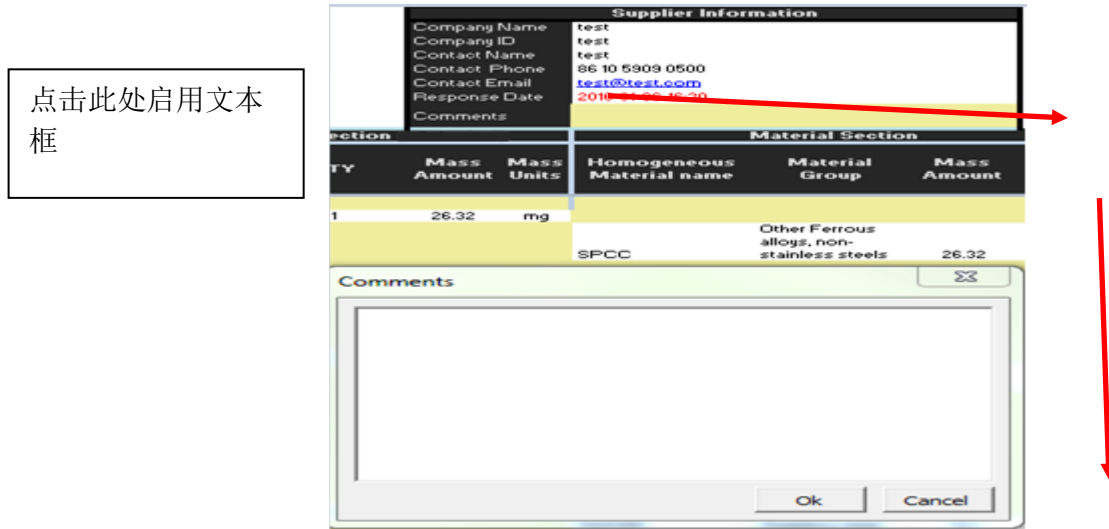 点击此处启用文本
框
Supplier Information
Company Name test
Company ID test
Contact Name test
Contact Phone 86 10 5909 0500
Contact Email test@test.com
Response Date
Comments
ection Material Section
TY Mass Amount Mass Units Homogeneous Material name Material Group Mass Amount
1 26.32 mg
Other Ferrous
alloys, non-
SPCC stainless steels 26.32
Comments
Ok Cancel